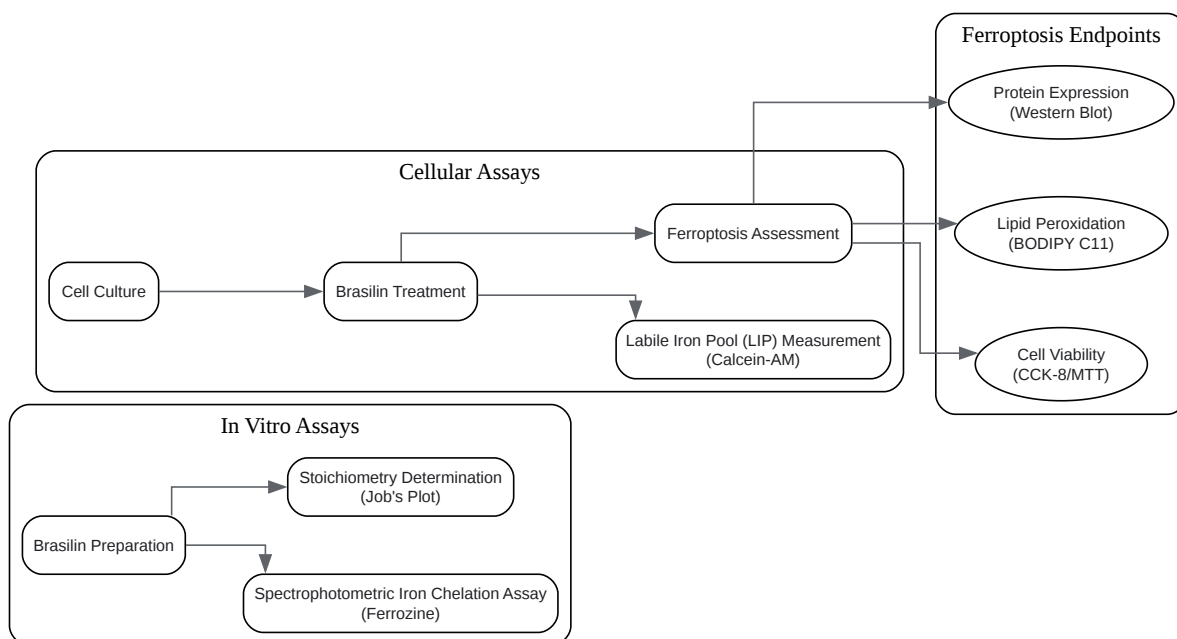 Ferroptosis Endpoints
Protein Expression
(Western Blot)
Cellular Assays
Lipid Peroxidation
(BODIPY C11)
Ferroptosis Assessment
Cell Culture
Brasilin Treatment
Labile Iron Pool (LIP) Measurement
(Calcein-AM)
Cell Viability
(CCK-8/MTT)
In Vitro Assays
Stoichiometry Determination
(Job's Plot)
Brasilin Preparation
Spectrophotometric Iron Chelation Assay
(Ferrozine)